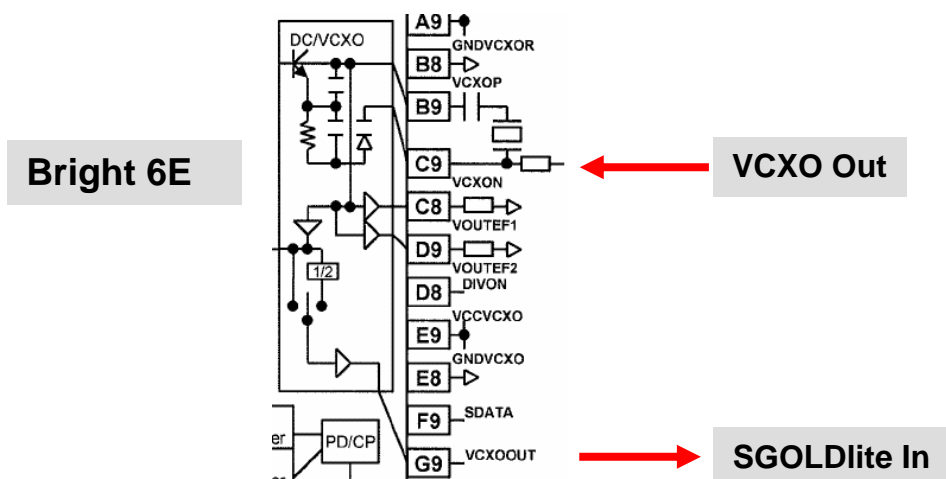 A9
DC/VCXO
GNDVCXOR
B8
VCXOP
B9
Bright 6E
C9
VCXO Out
VCXON
C8
VOUTEF1
D9
VOUTEF2
1/2
D8
DIVON
VCCVCXO
E9
GNDVCXO
E8
F9
SDATA
er
PD/CP
G9
VCXOOUT
SGOLDlite In